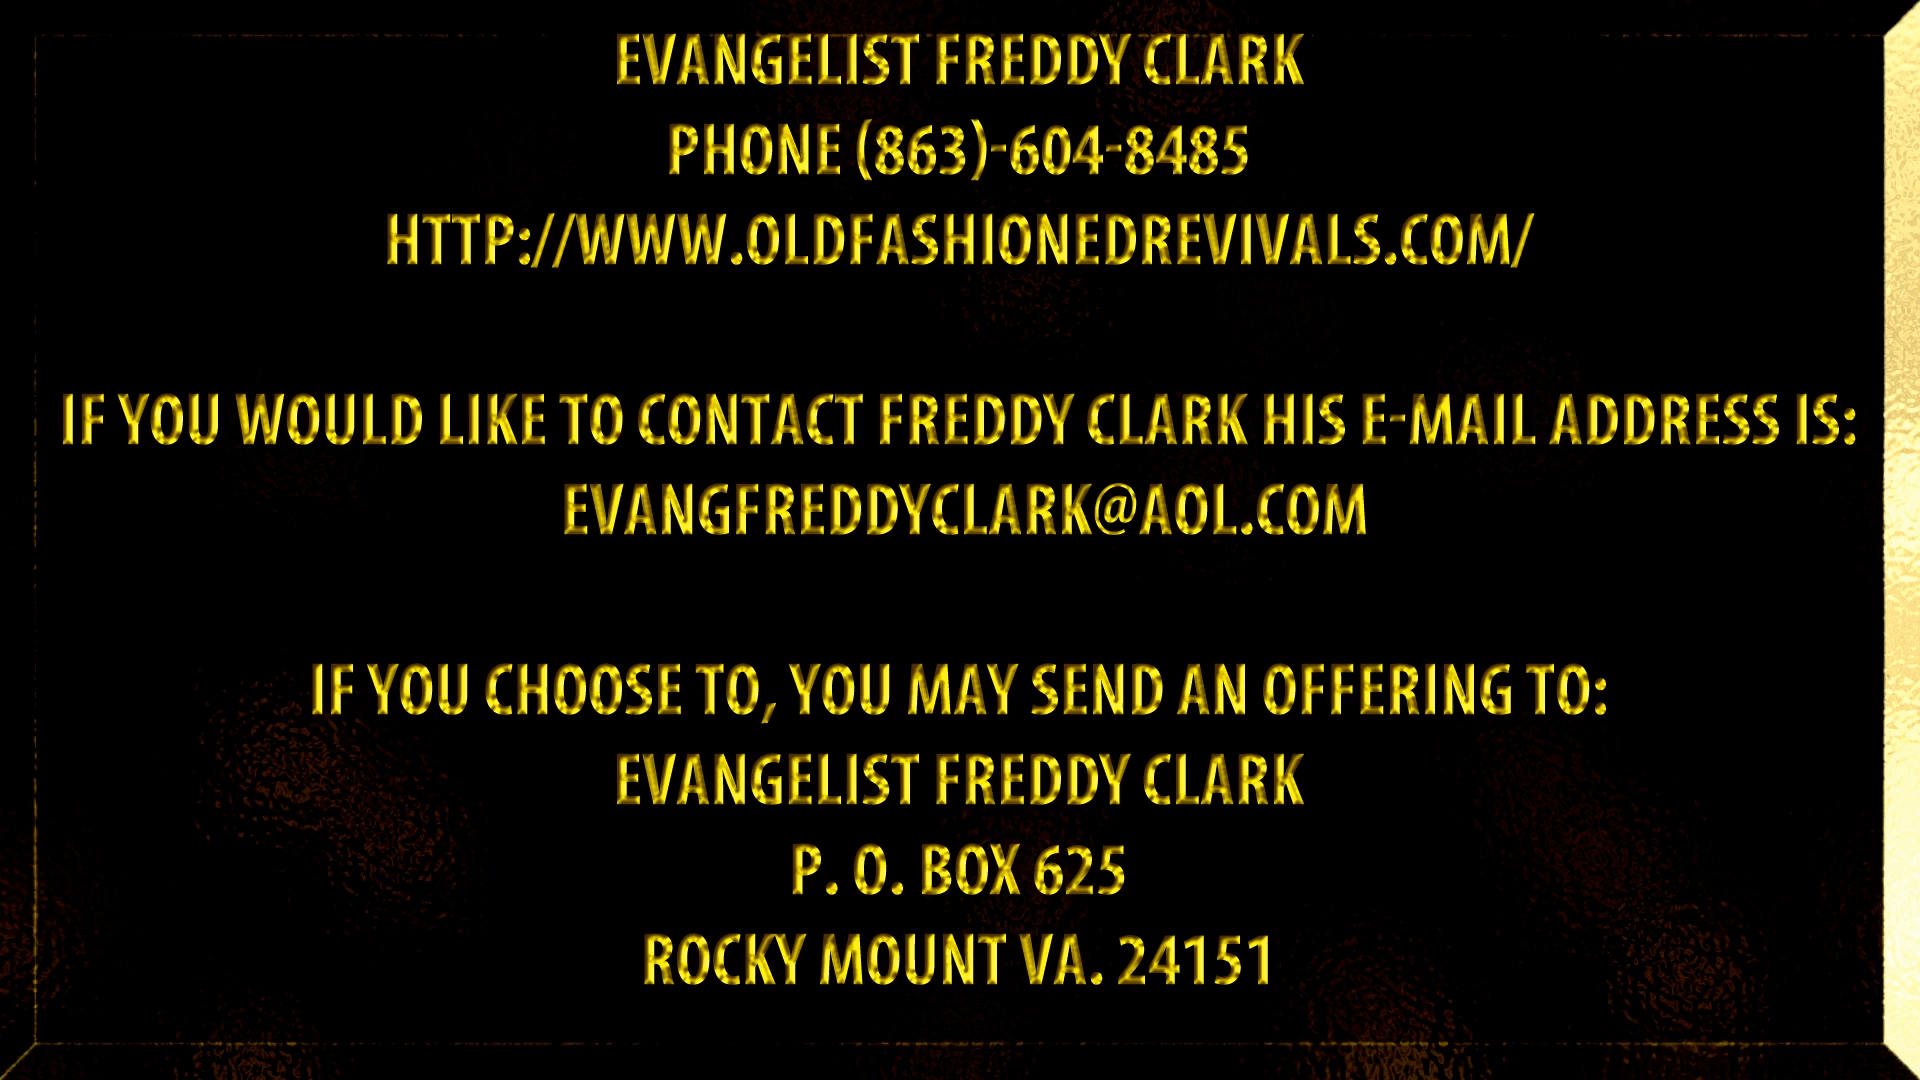 EVANGELIST FREDDY CLARK
PHONE (863)-604-8485
HTTP://WWW.OLDFASHIONEDREVIVALS.COM/
IF YOU WOULD LIKE TO CONTACT FREDDY CLARK HIS E-MAIL ADDRESS IS:
EVANGFREDDYCLARK@AOL.COM
IF YOU CHOOSE TO, YOU MAY SEND AN OFFERING TO:
EVANGELIST FREDDY CLARK
P. O. BOX 625
ROCKY MOUNT VA. 24151